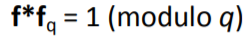 f*fq = 1 (modulo q)